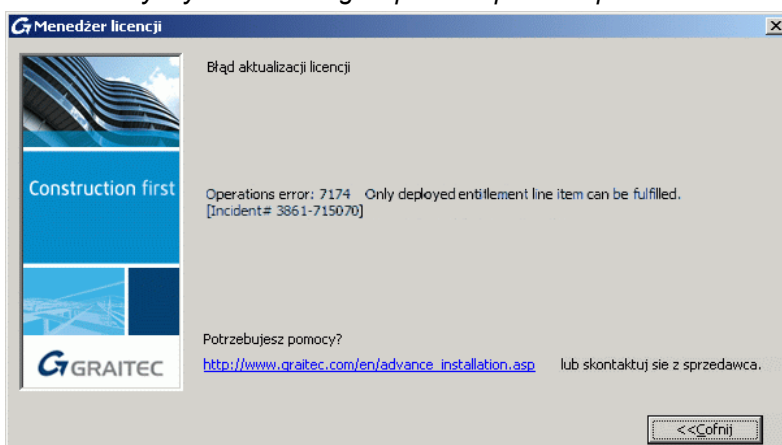 Menedżer licencji
Błąd aktualizacji licencji
Construction first
Operations error: 7174 Only deployed entitlement line item can be fulfilled.
[Incident# 3861-715070]
Potrzebujesz pomocy?
GRAITEC
http://www.graitec.com/en/advance_installation.asp lub skontaktuj sie z sprzedawca.
<<Cofnij